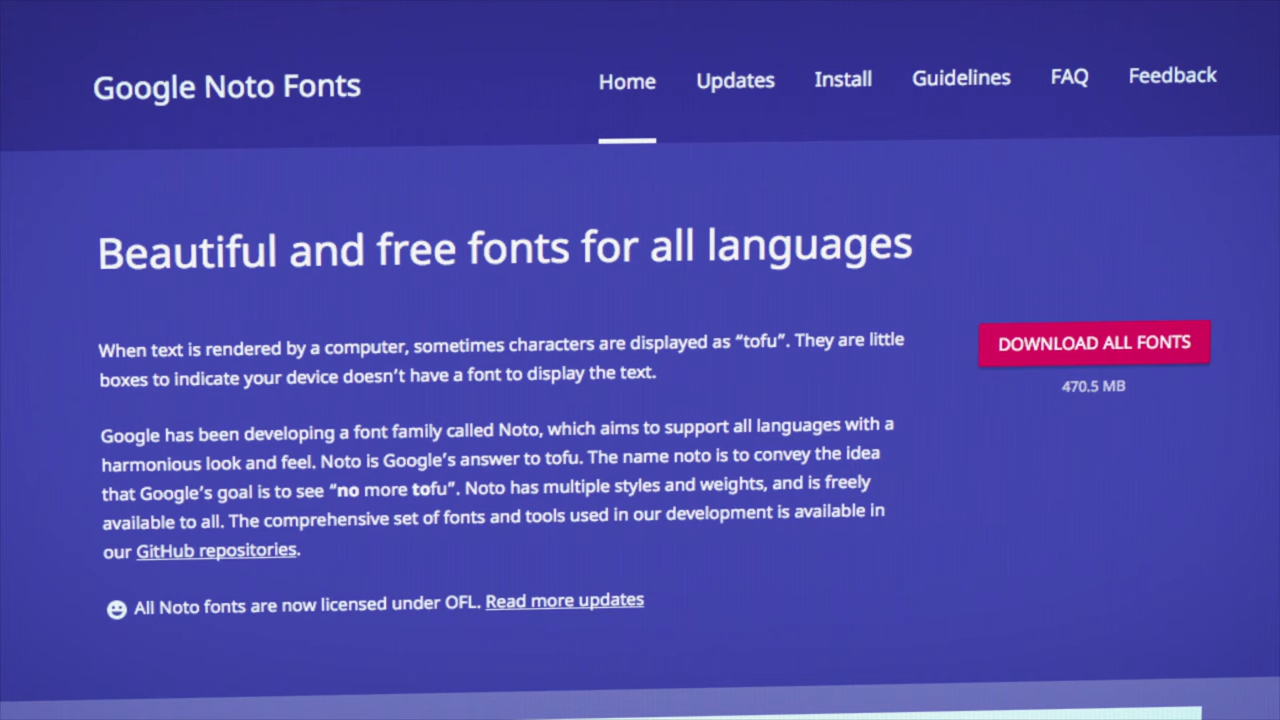 Google Noto Fonts
Home Updates Install Guidelines FAQ Feedback
Beautiful and free fonts for all languages
When text is rendered by a computer, sometimes characters are displayed as “tofu”. They are little
boxes to indicate your device doesn’t have a font to display the text.
DOWNLOAD ALL FONTS
470.5 MB
Google has been developing a font family called Noto, which aims to support all languages with a
harmonious look and feel. Noto is Google’s answer to tofu. The name noto is to convey the idea
that Google’s goal is to see “no more tofu”. Noto has multiple styles and weights, and is freely
available to all. The comprehensive set of fonts and tools used in our development is available in
our GitHub repositories.
All Noto fonts are now licensed under OFL. Read more updates